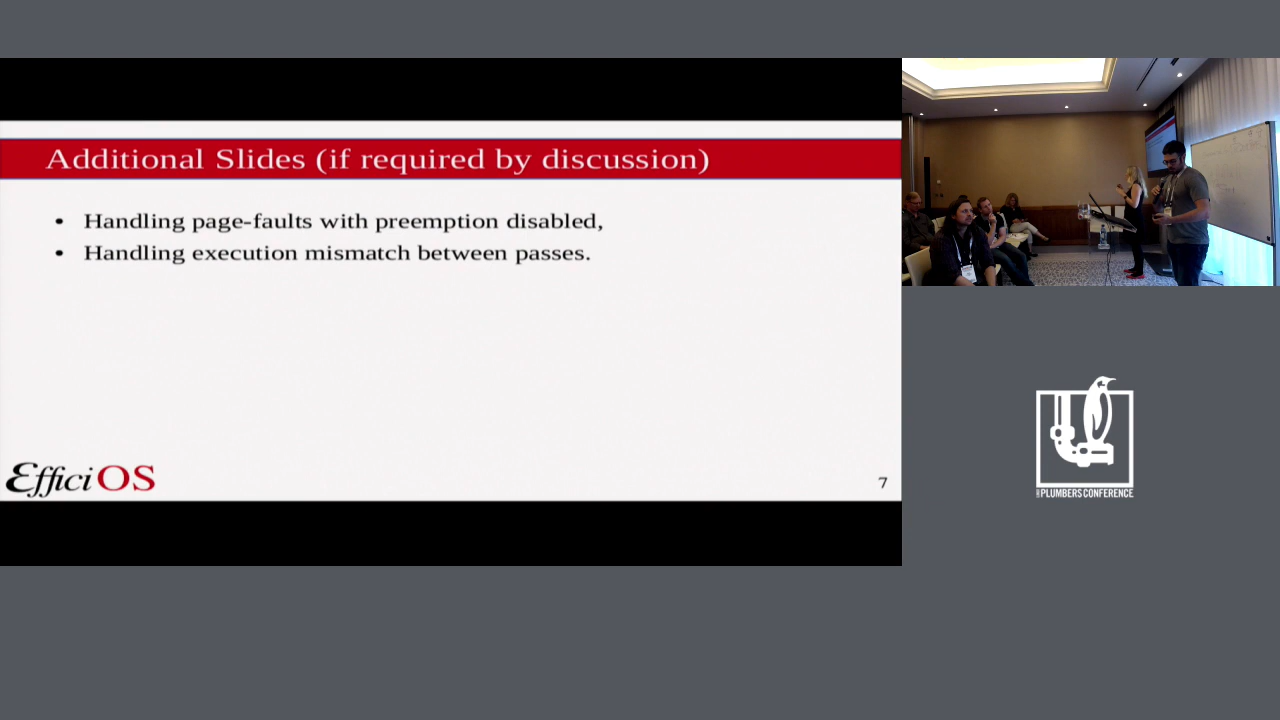 Additional Slides (if required by discussion)
• Handling page-faults with preemption disabled,
• Handling execution mismatch between passes.
EfficiOS
7
PLUMBERS CONFERENCE